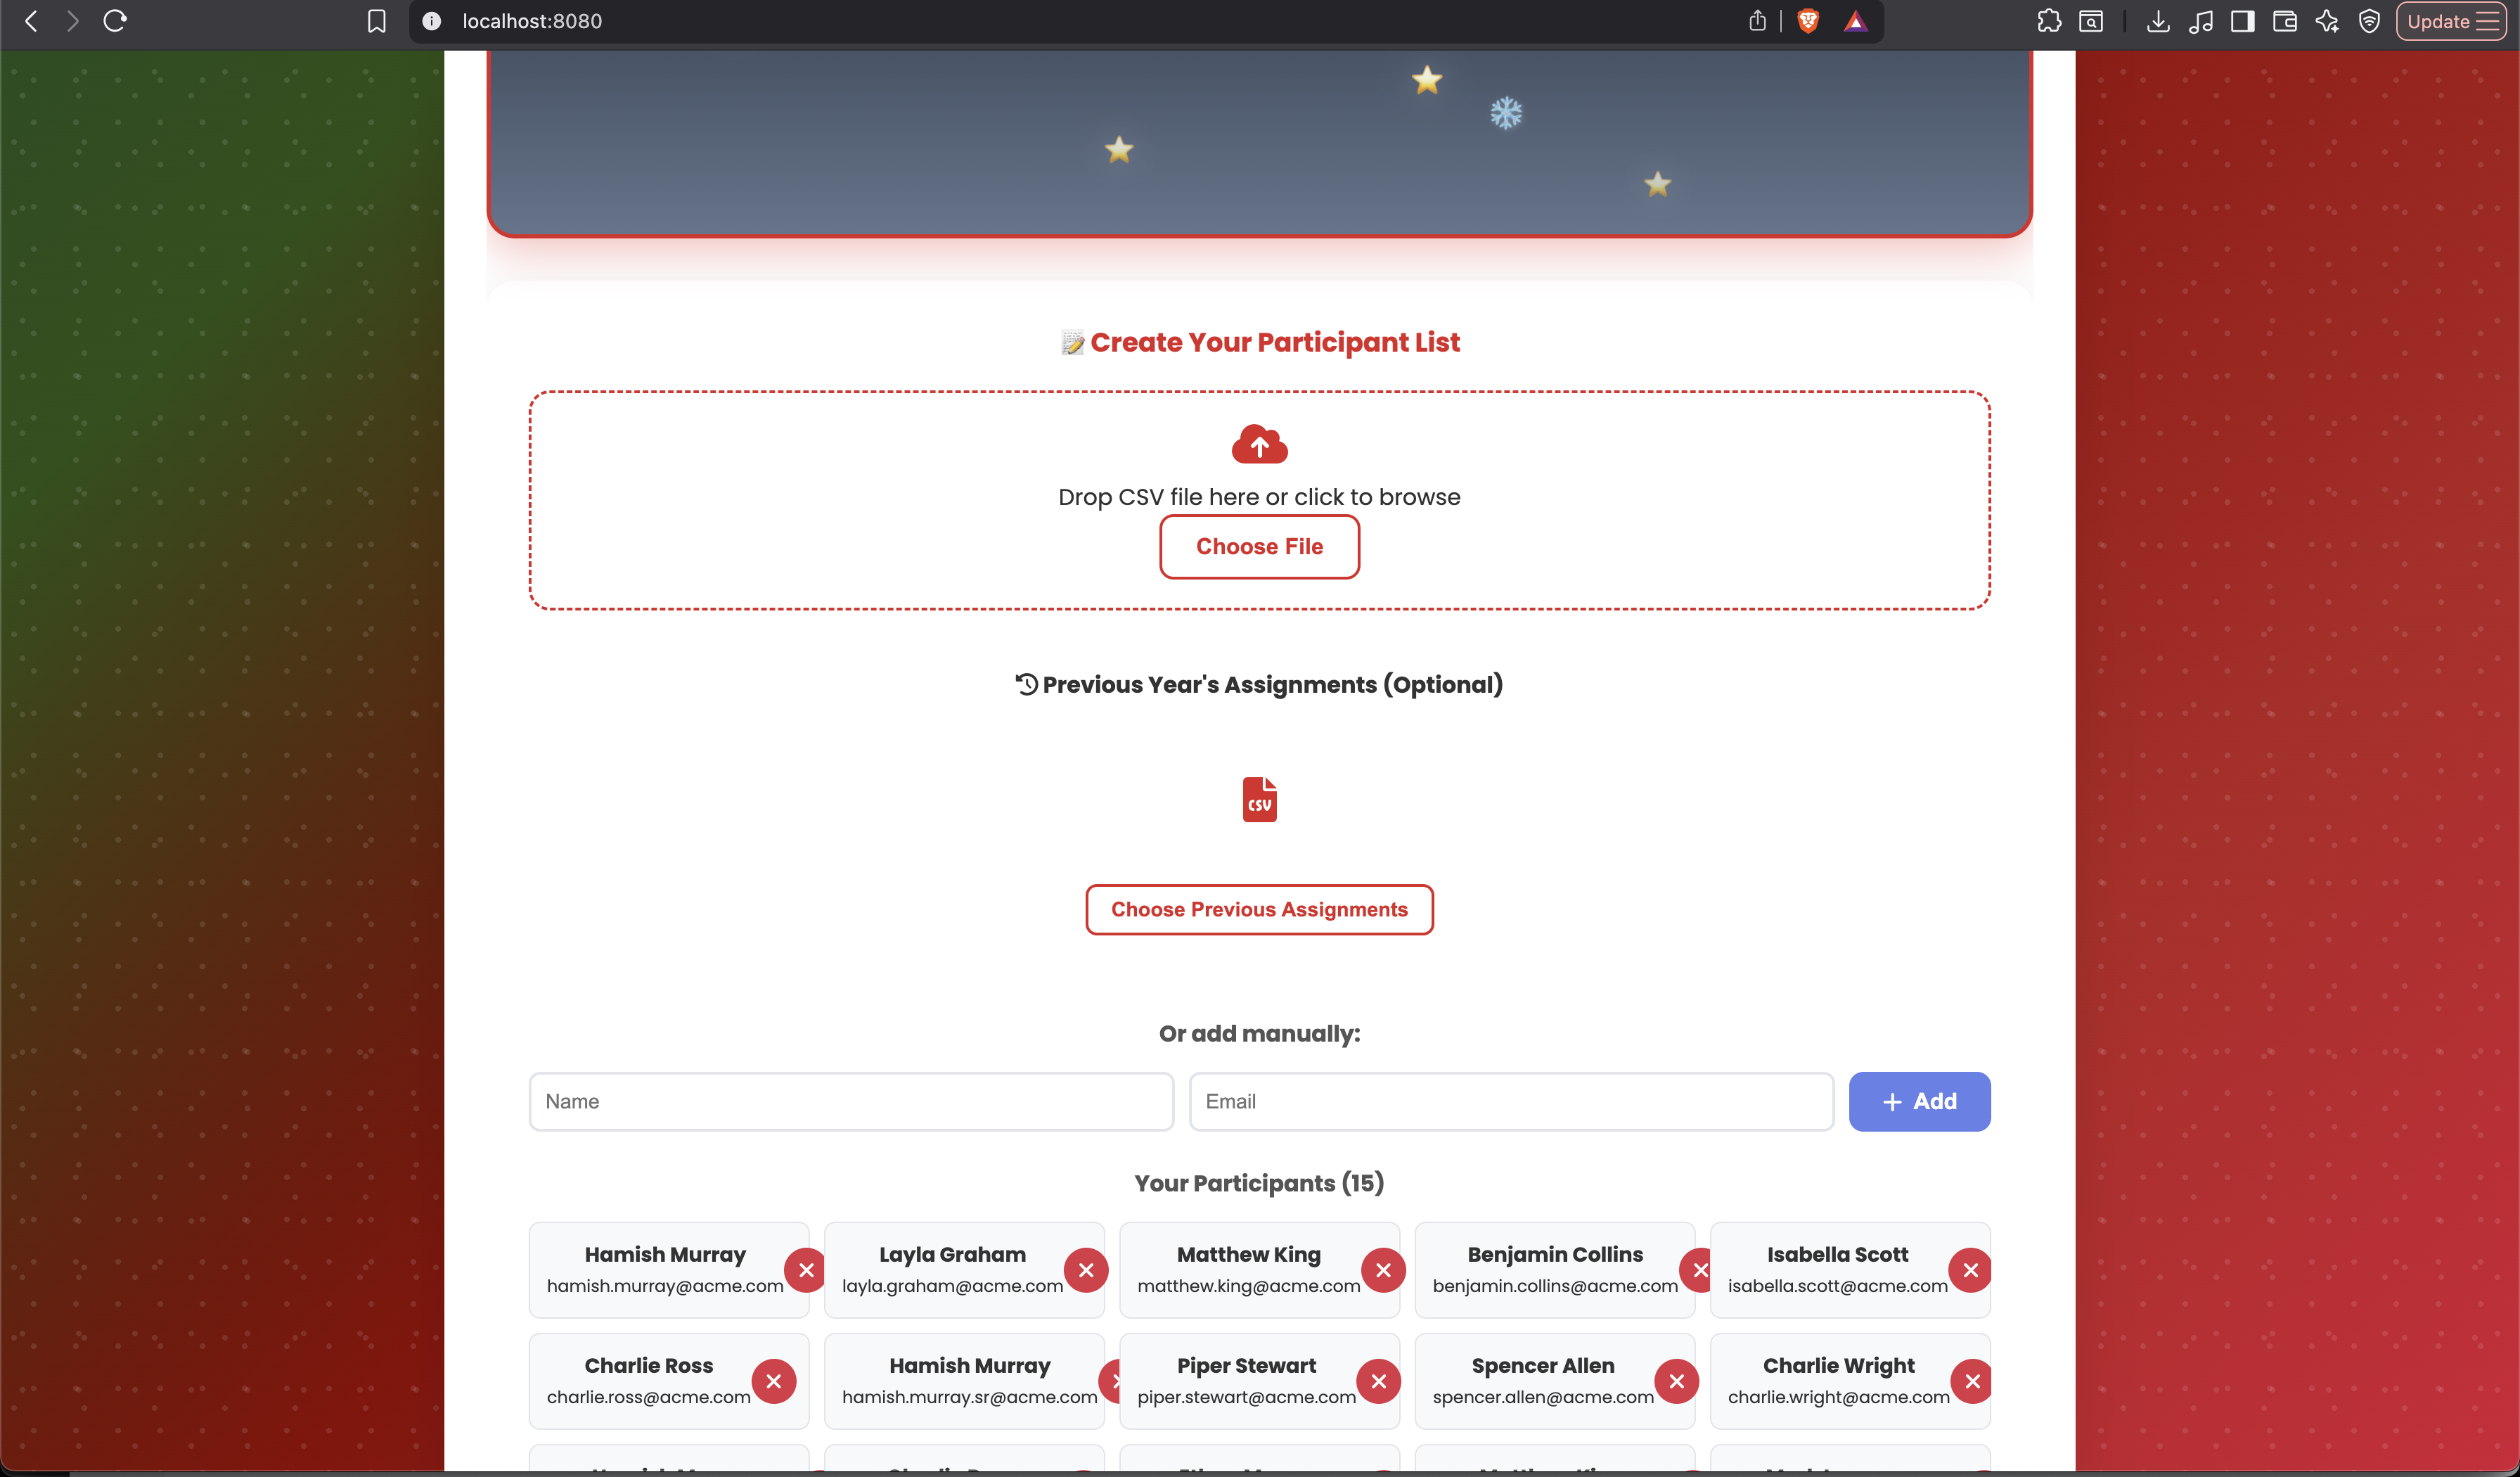 localhost:8080
Update
Create Your Participant List
Drop CSV file here or click to browse
Choose File
Previous Year's Assignments (Optional)
CSV
Choose Previous Assignments
Or add manually:
Name
Email
+ Add
Your Participants (15)
Hamish Murray
hamish.murray@acme.com
Layla Graham
layla.graham@acme.com
Matthew King
matthew.king@acme.com
Benjamin Collins
benjamin.collins@acme.com
Isabella Scott
isabella.scott@acme.com
Charlie Ross
charlie.ross@acme.com
Hamish Murray
hamish.murray.sr@acme.com
Piper Stewart
piper.stewart@acme.com
Spencer Allen
spencer.allen@acme.com
Charlie Wright
charlie.wright@acme.com